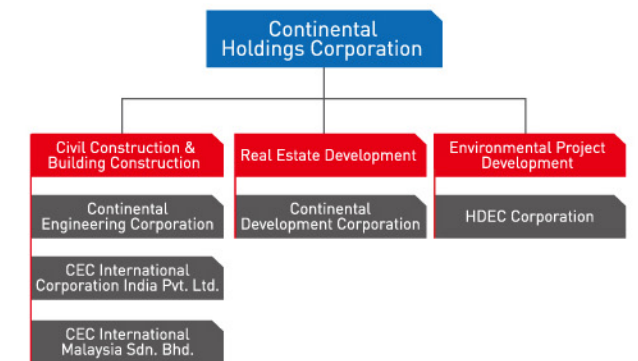 Continental
Holdings Corporation
Civil Construction &
Building Construction
Real Estate Development
Environmental Project
Development
Continental
Engineering Corporation
Continental
Development Corporation
HDEC Corporation
CEC International
Corporation India Pvt. Ltd.
CEC International
Malaysia Sdn. Bhd.